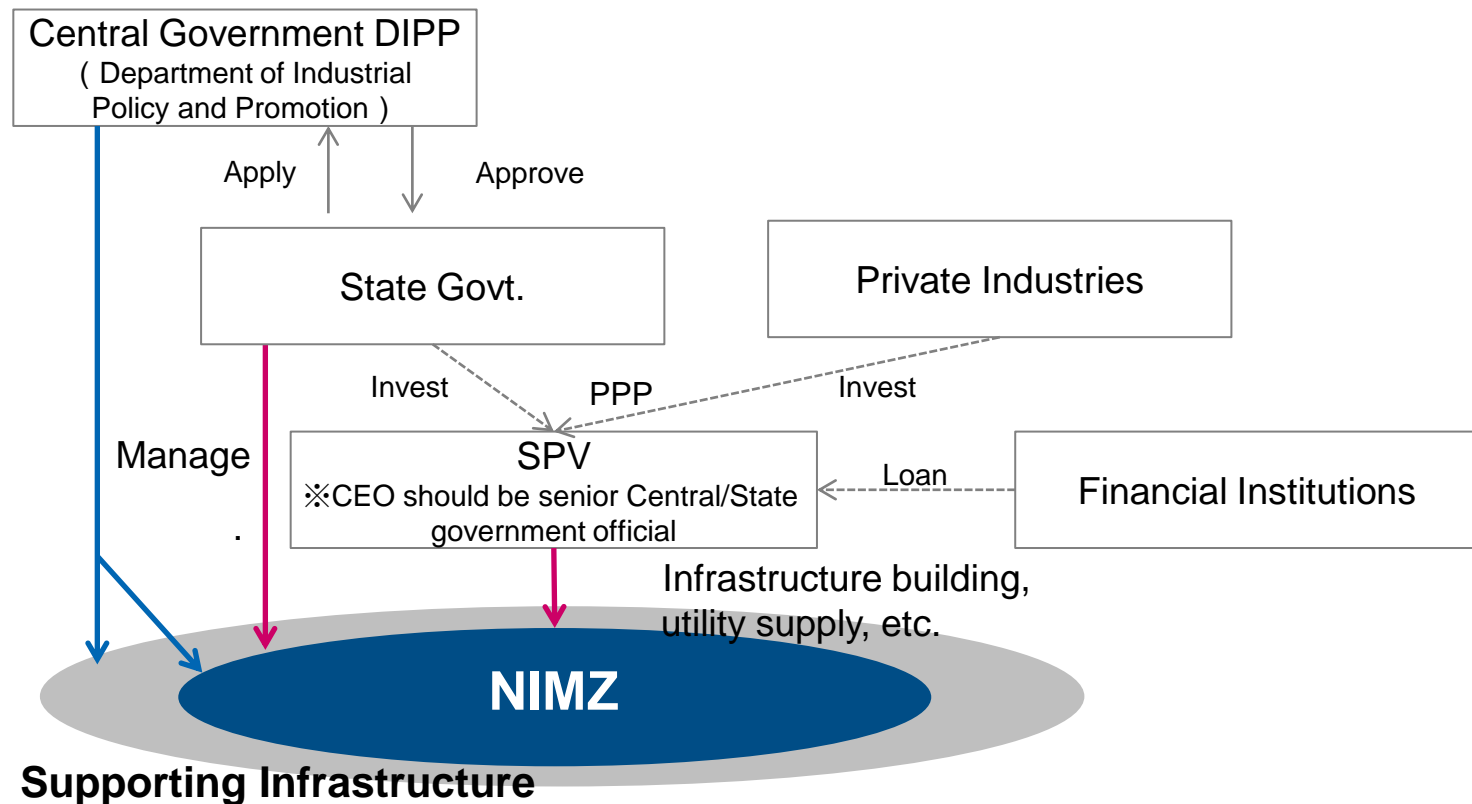 Central Government DIPP
( Department of Industrial
Policy and Promotion )
Apply
Approve
State Govt.
Private Industries
Invest
PPP
Invest
Manage
.
SPV
※CEO should be senior Central/State
government official
Loan
Financial Institutions
Infrastructure building,
utility supply, etc.
NIMZ
Supporting Infrastructure